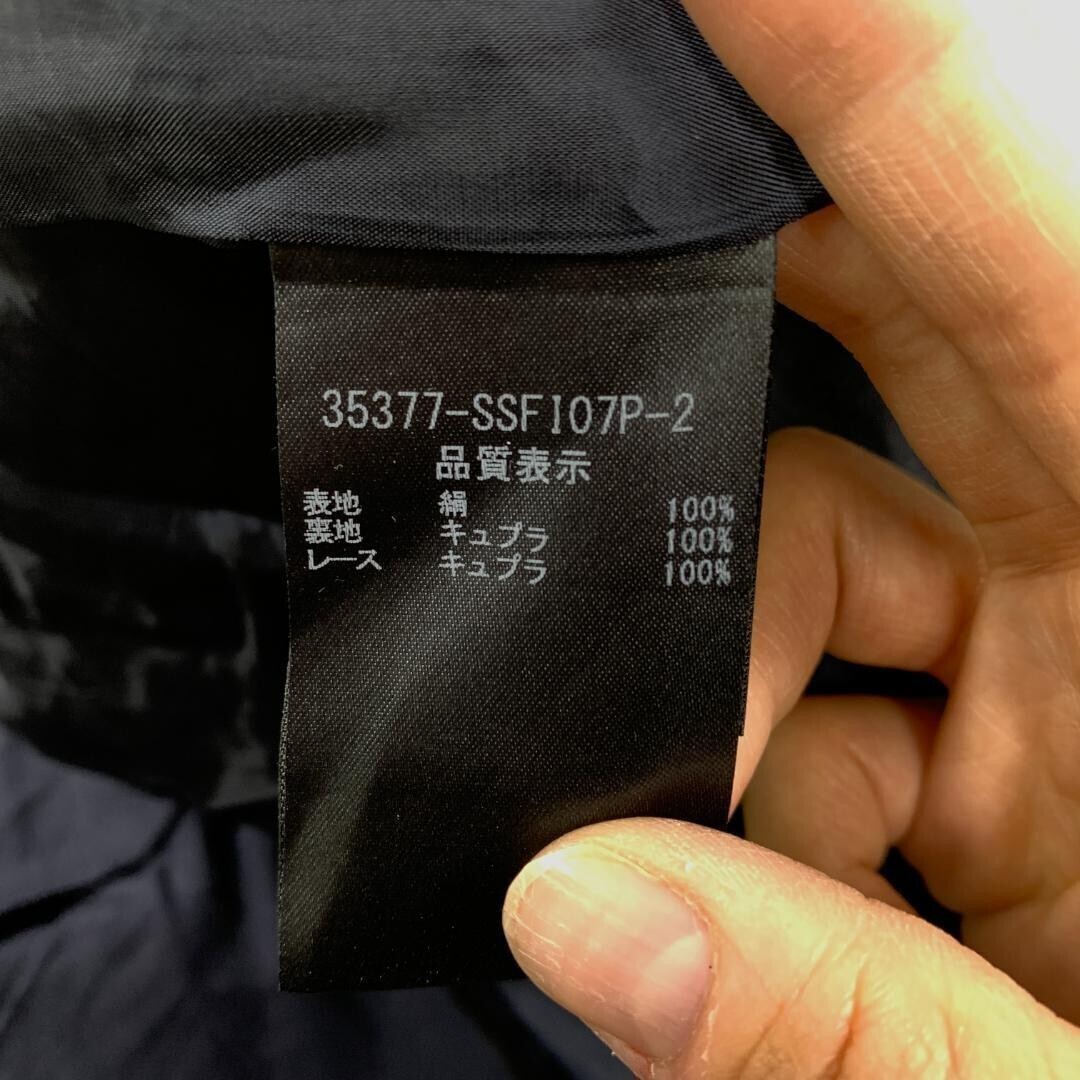 35377-SSFI07P-2
品質表示
表地 絹 100%
裏地 キュプラ 100%
レース キュプラ 100%